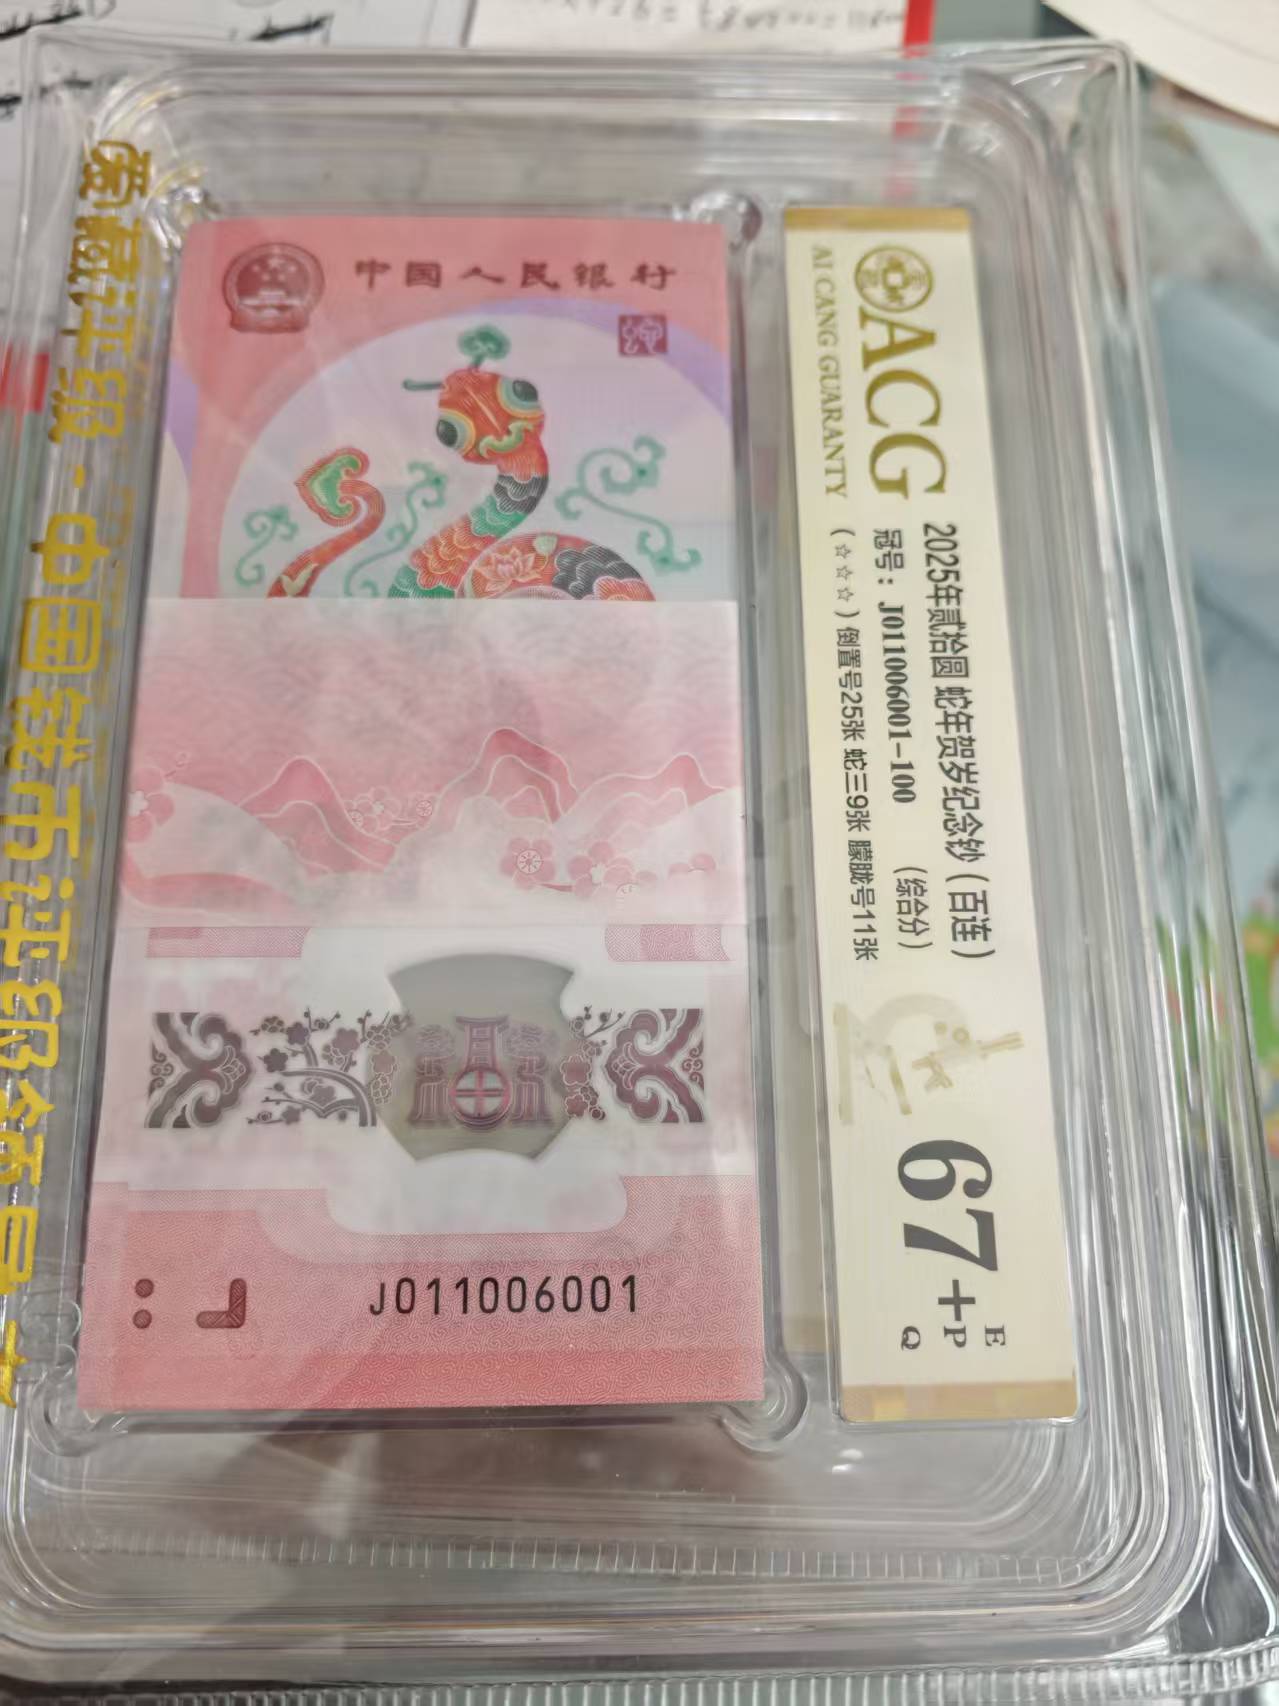 爱藏评级-中国钱币评级领导
中国人民银行
J011006001
ACG
AI CANG GUARANTY
2025年贰拾圆 蛇年贺岁纪念钞（百连）
冠号：J011006001-100 （综合分）
（☆☆☆）倒置号25张 蛇三9张 朦胧号11张
67+
E
P
Q